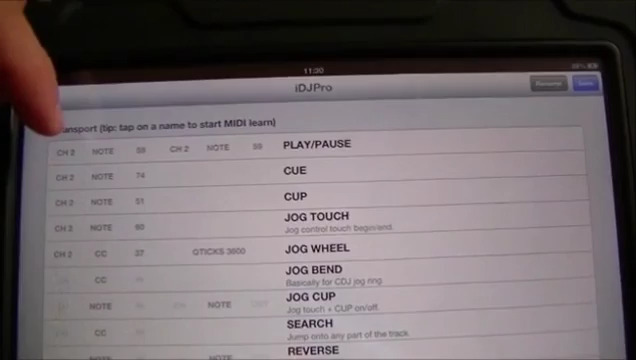 11:30
iDJPro
Transport (tip: tap on a name to start MIDI learn)
CH 2 NOTE 59 CH 2 NOTE 59 PLAY/PAUSE
CH 2 NOTE 74 CUE
CH 2 NOTE 51 CUP
CH 2 NOTE 90 JOG TOUCH
Jog control touch begin/end.
CH 2 CC 37 QTICKS 3600 JOG WHEEL
CC JOG BEND
Basically for CDJ jog ring
NOTE NOTE JOG CUP
Jog touch + CUP on/off.
CC SEARCH
Jump onto any part of the track.
NOTE REVERSE